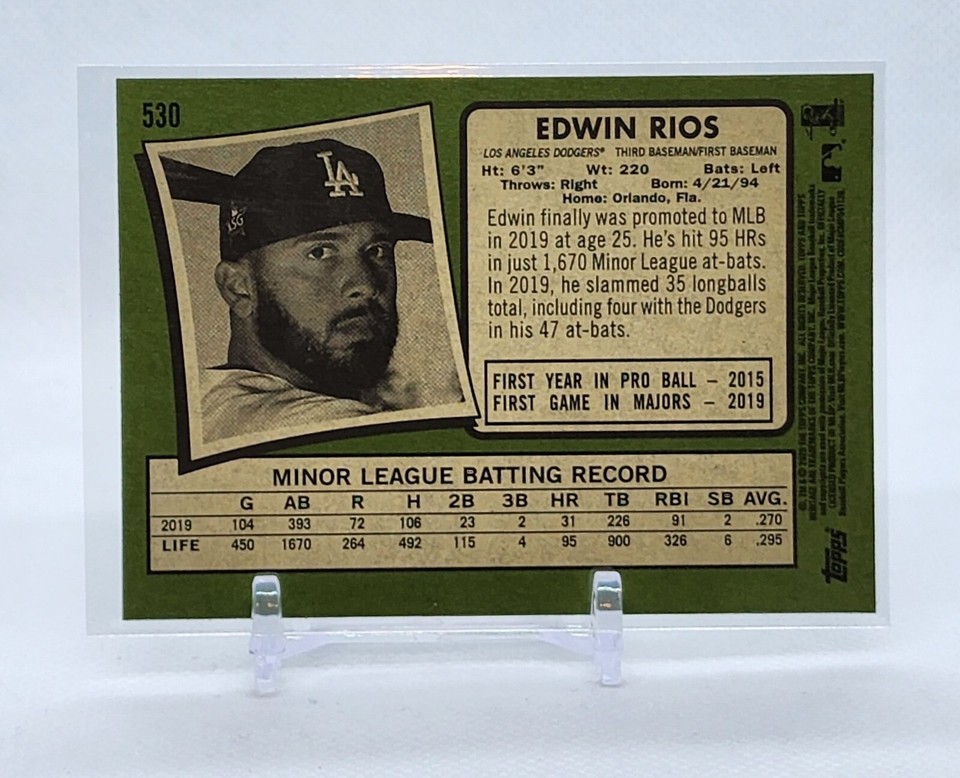 530
LA
EDWIN RIOS
LOS ANGELES DODGERS® THIRD BASEMAN/FIRST BASEMAN
Ht: 6'3" Wt: 220 Bats: Left
Throws: Right Born: 4/21/94
Home: Orlando, Fla.
Edwin finally was promoted to MLB
in 2019 at age 25. He's hit 95 HRs
in just 1,670 Minor League at-bats.
In 2019, he slammed 35 longballs
total, including four with the Dodgers
in his 47 at-bats.
FIRST YEAR IN PRO BALL – 2015
FIRST GAME IN MAJORS – 2019
MINOR LEAGUE BATTING RECORD
G AB R H 2B 3B HR TB RBI SB AVG.
2019 104 393 72 106 23 2 31 226 91 2 .270
LIFE 450 1670 264 492 115 4 95 900 326 6 .295
TOPPS